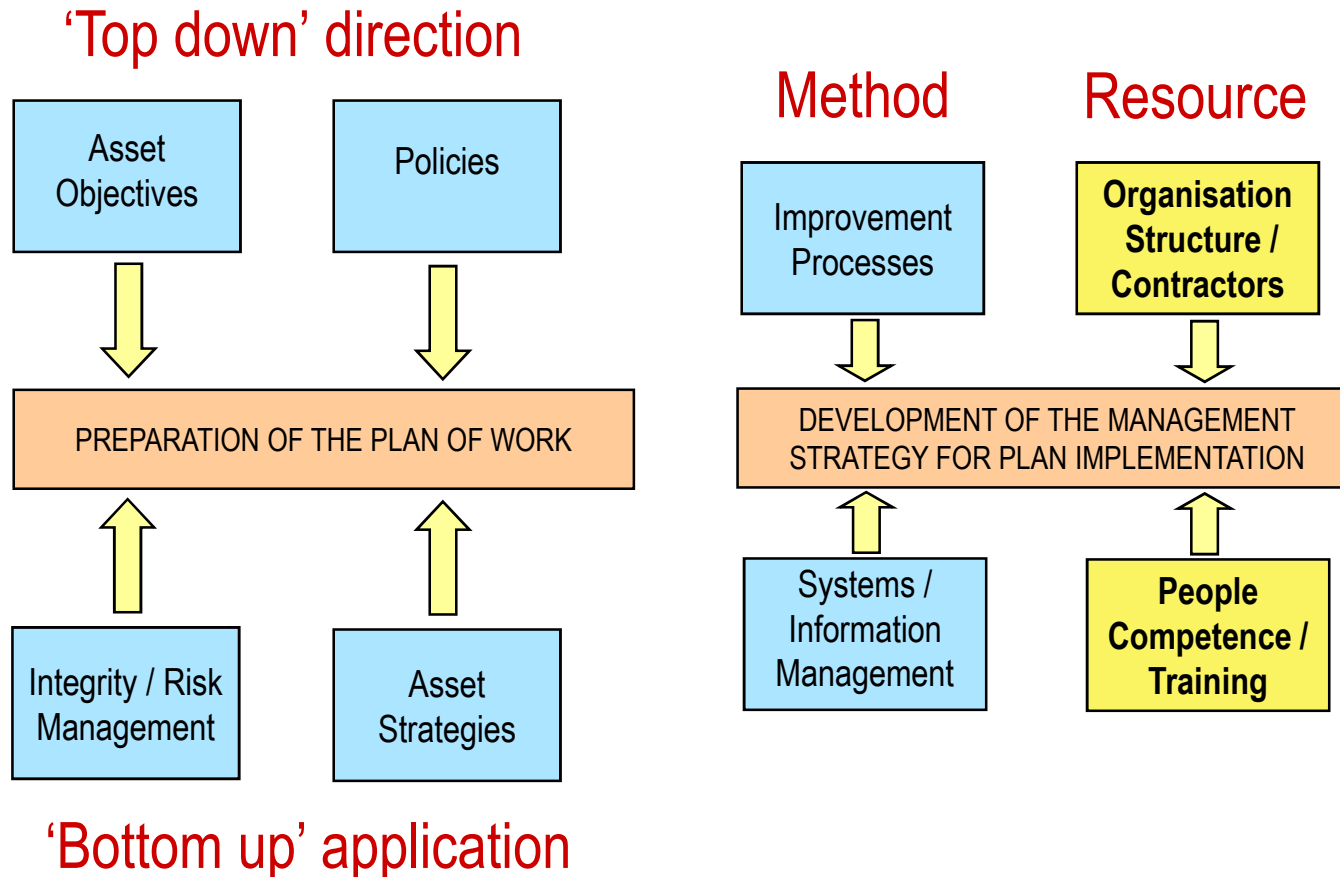 ‘Top down’ direction
Asset
Objectives
Policies
PREPARATION OF THE PLAN OF WORK
Integrity / Risk
Management
Asset
Strategies
‘Bottom up’ application
Method
Resource
Improvement
Processes
Organisation
Structure /
Contractors
DEVELOPMENT OF THE MANAGEMENT
STRATEGY FOR PLAN IMPLEMENTATION
Systems /
Information
Management
People
Competence /
Training